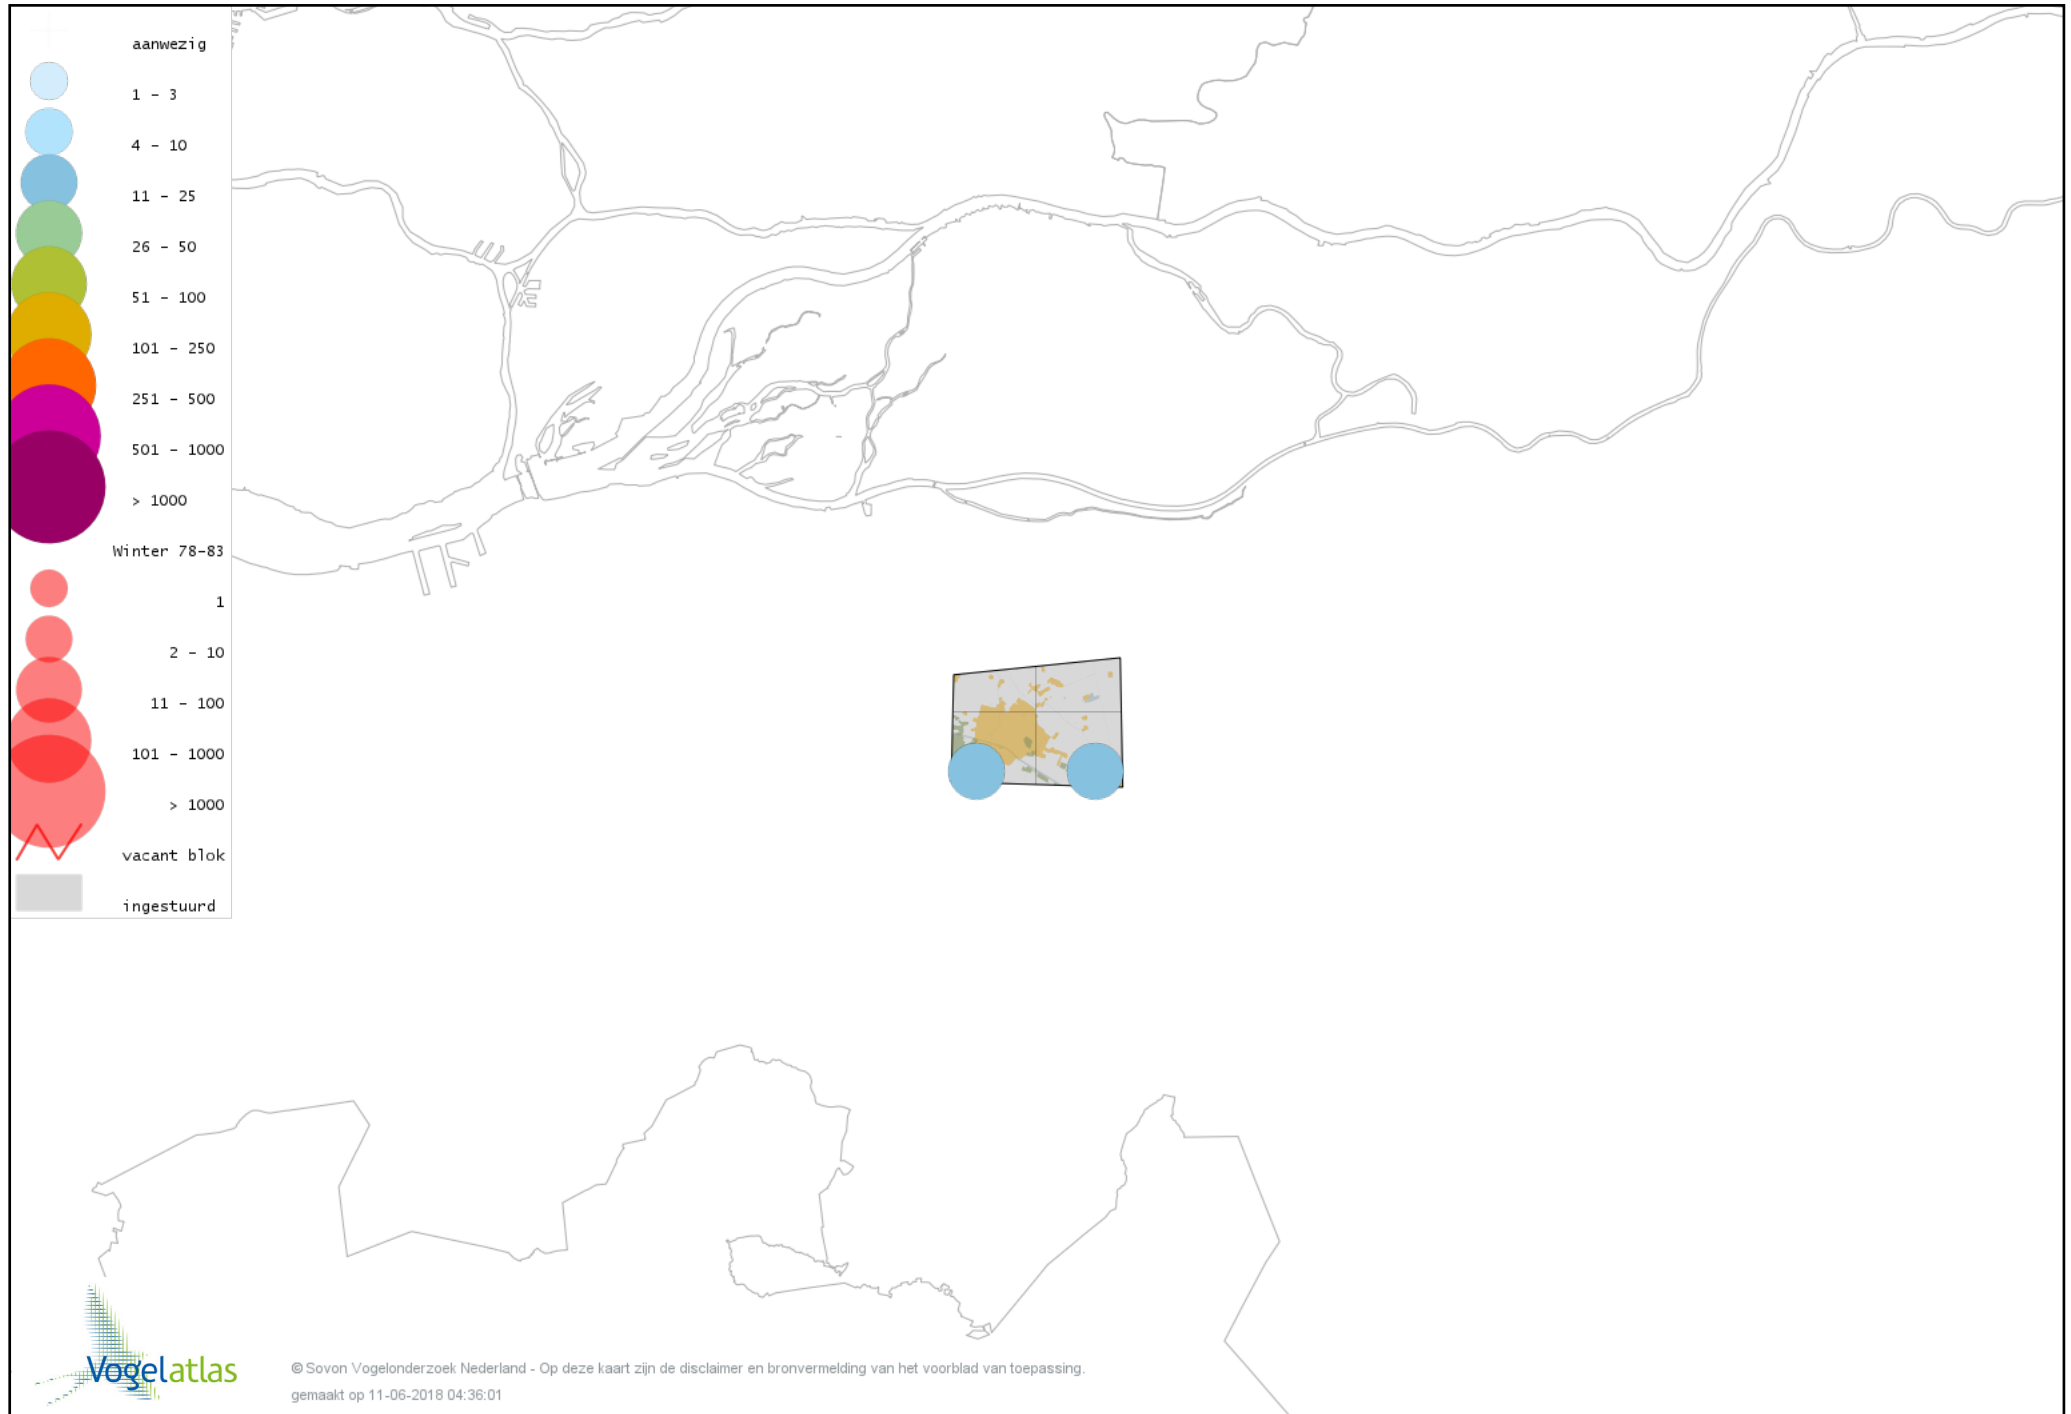 aanwezig
1 – 3
4 – 10
11 – 25
26 – 50
51 – 100
101 – 250
251 – 500
501 – 1000
> 1000
Winter 78-83
1
2 – 10
11 – 100
101 – 1000
> 1000
vacant blok
ingestuurd
Vogelatlas
© Sovon Vogelonderzoek Nederland - Op deze kaart zijn de disclaimer en bronvermelding van het voorblad van toepassing.
gemaakt op 11-06-2018 04:36:01